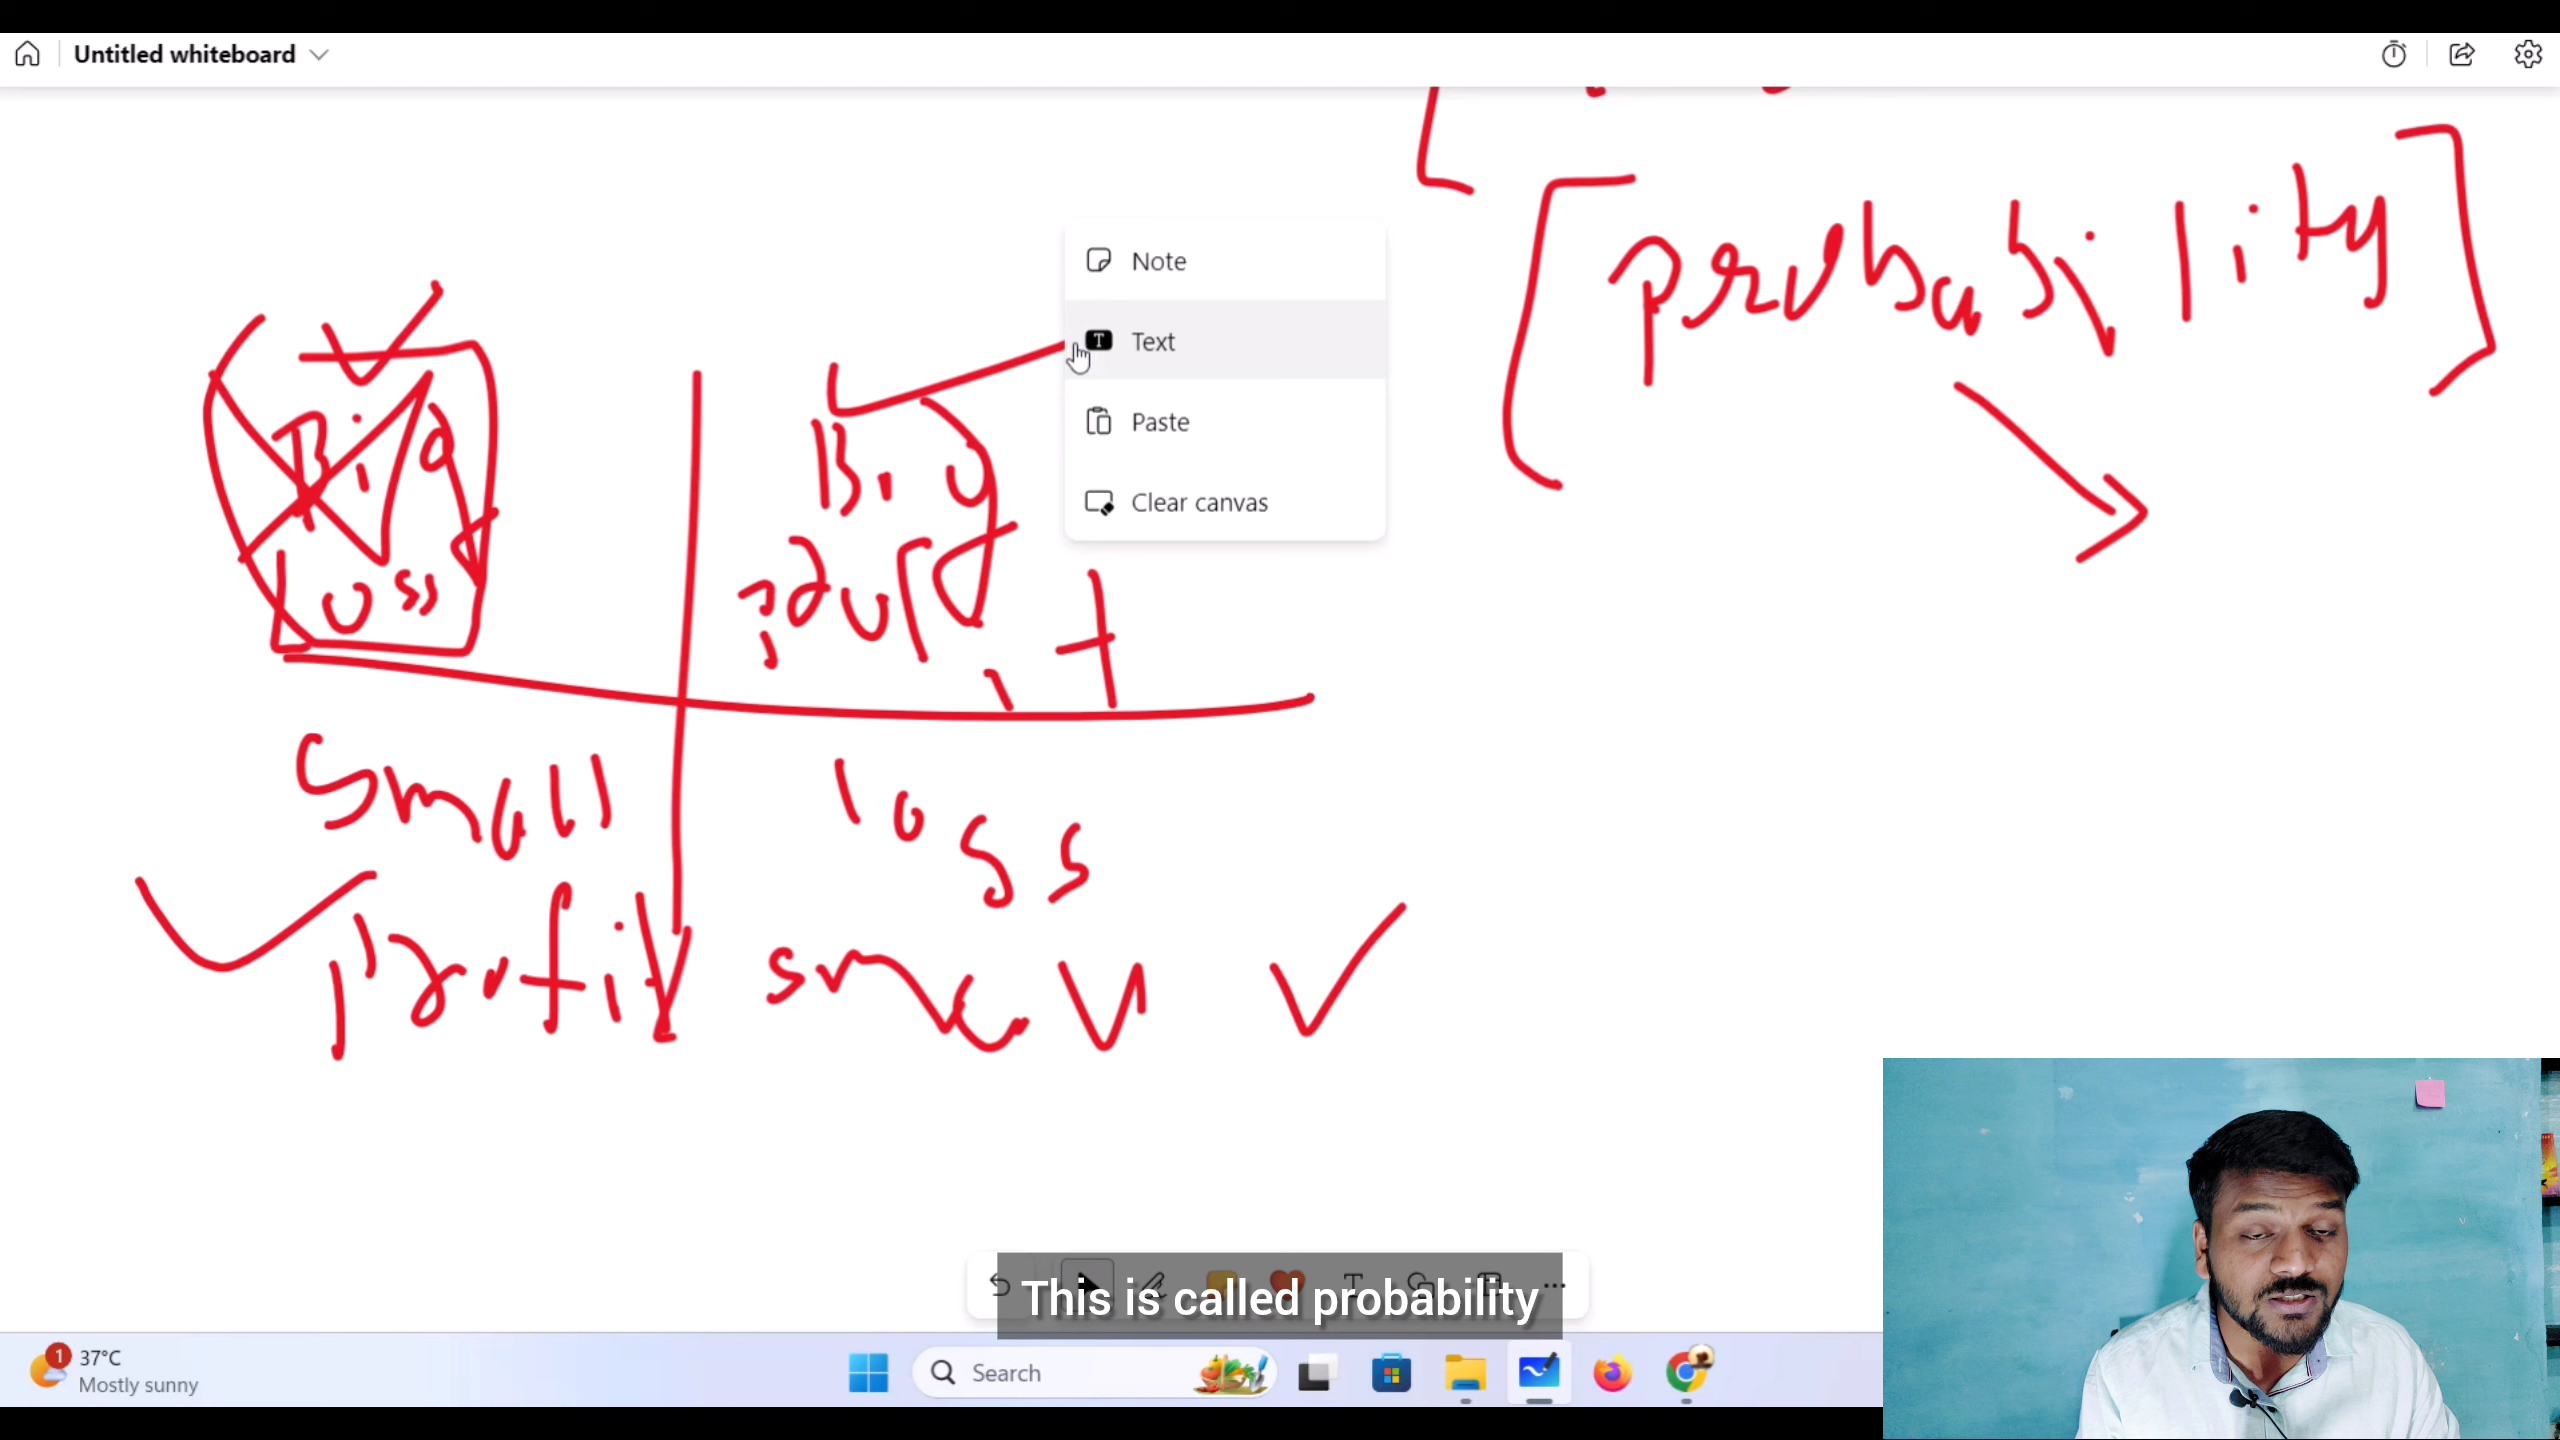 Untitled whiteboard
[probability]
Note
Text
Paste
Clear canvas
Big
Loss
Big
profit
Small
Profit
loss
small
This is called probability
1
37°C
Mostly sunny
Search